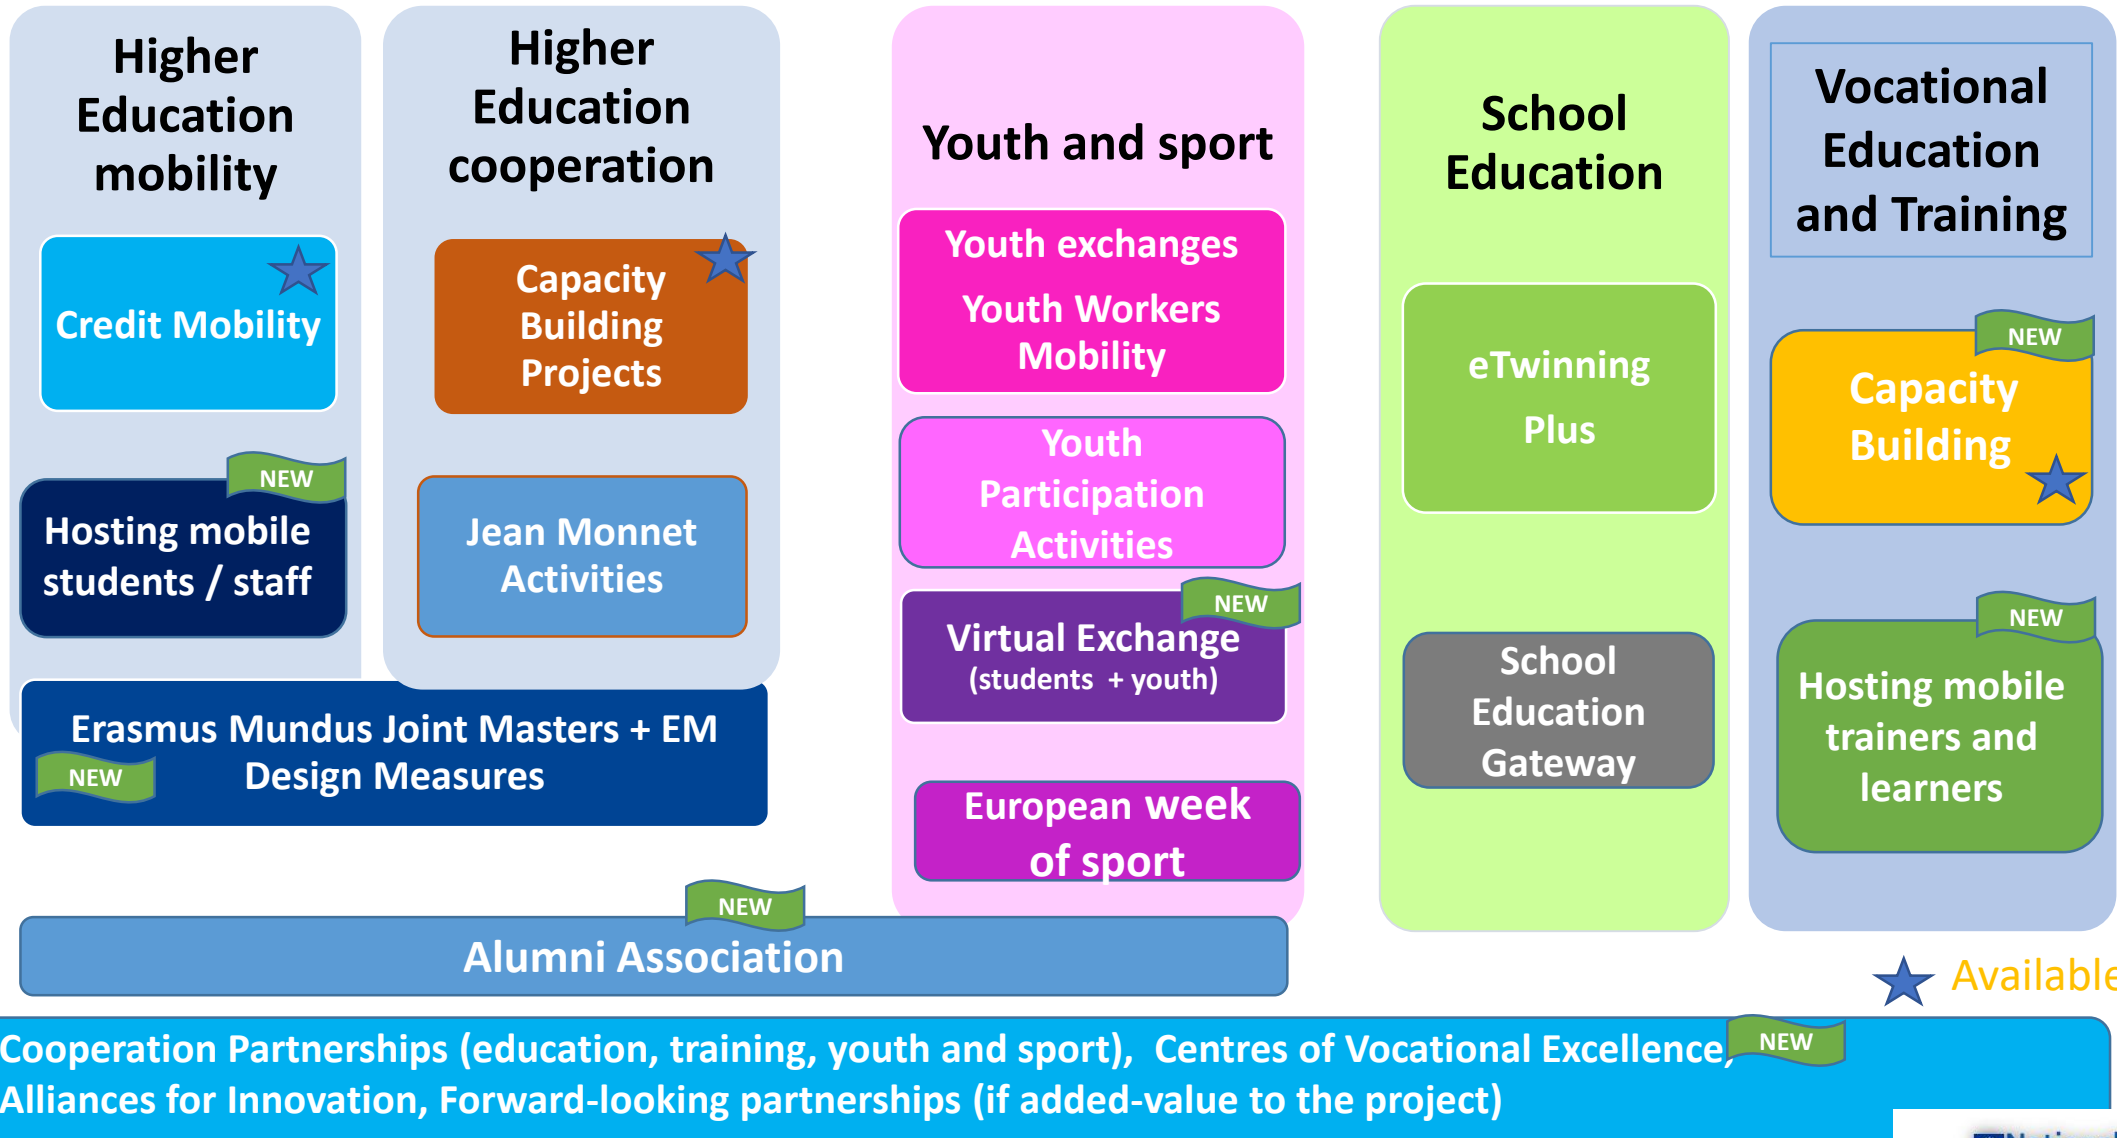 Higher
Education
mobility
Credit Mobility
NEW
Hosting mobile
students / staff
Higher
Education
cooperation
Capacity
Building
Projects
Jean Monnet
Activities
Erasmus Mundus Joint Masters + EM
Design Measures
NEW
Youth and sport
Youth exchanges
Youth Workers
Mobility
Youth
Participation
Activities
NEW
Virtual Exchange
(students + youth)
European week
of sport
School
Education
eTwinning
Plus
School
Education
Gateway
Vocational
Education
and Training
NEW
Capacity
Building
NEW
Hosting mobile
trainers and
learners
NEW
Alumni Association
Available
Cooperation Partnerships (education, training, youth and sport), Centres of Vocational Excellence,
NEW
Alliances for Innovation, Forward-looking partnerships (if added-value to the project)